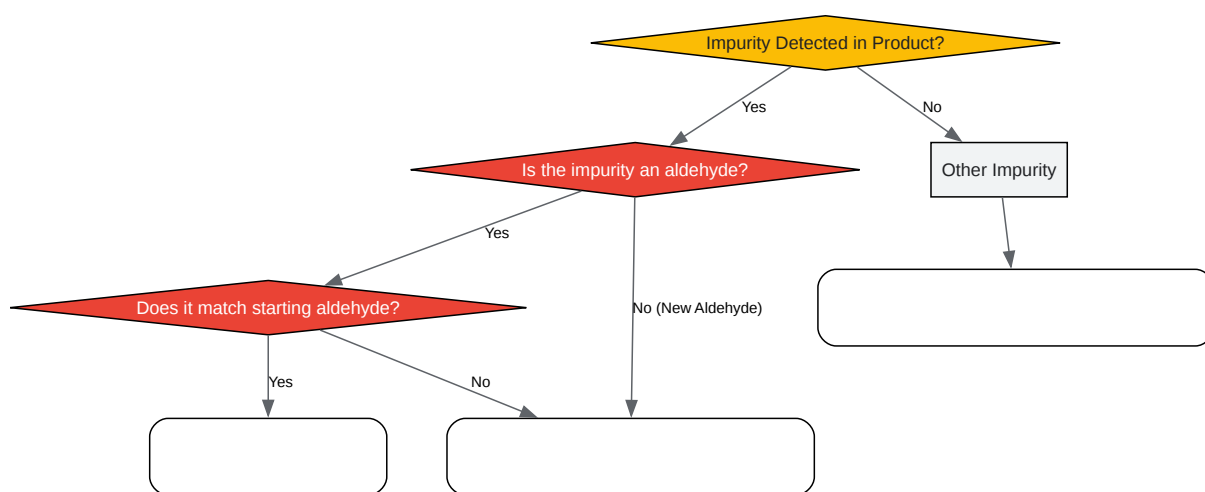 Impurity Detected in Product?
Yes
No
Is the impurity an aldehyde?
Other Impurity
Yes
No (New Aldehyde)
Does it match starting aldehyde?
Yes
No